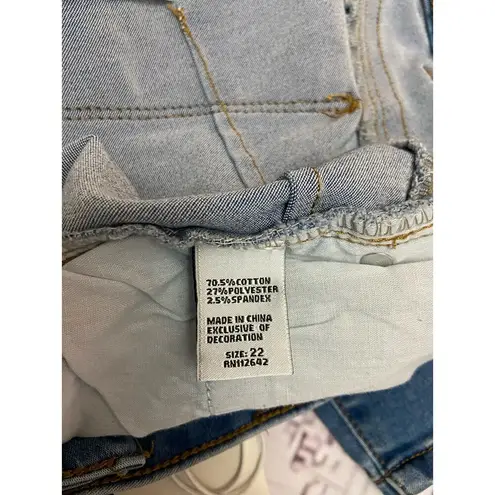 70.5%COTTON
27%POLYESTER
2.5%SPANDEX
MADE IN CHINA
EXCLUSIVE OF
DECORATION
SIZE: 22
RN112642